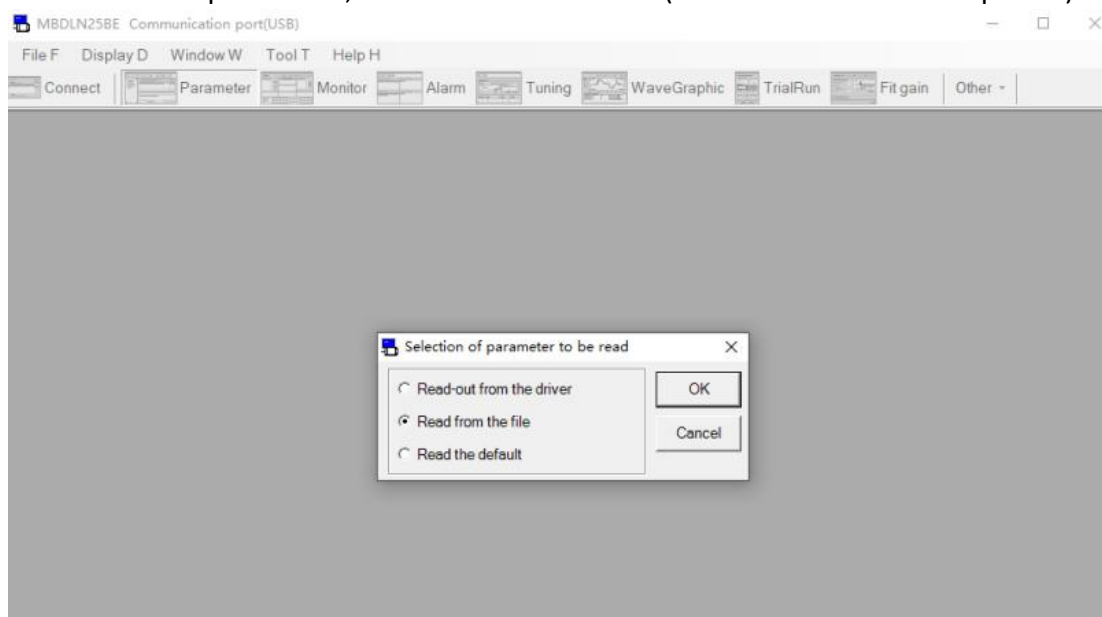 MBDLN25BE Communication port(USB)
File F Display D Window W Tool T Help H
Connect Parameter Monitor Alarm Tuning WaveGraphic TrialRun Fit gain Other
Selection of parameter to be read
Read-out from the driver
OK
Read from the file
Cancel
Read the default